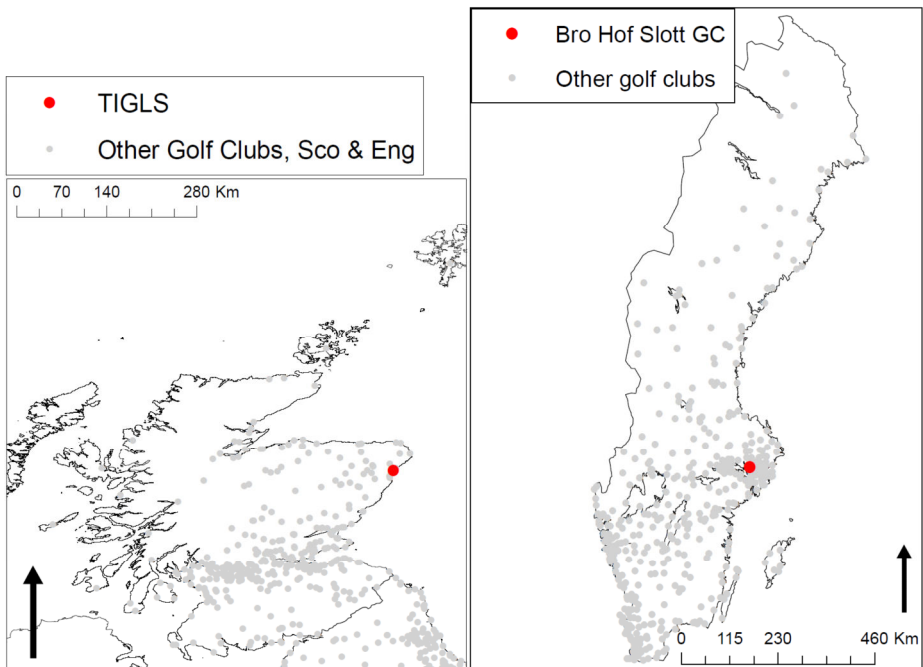 TIGLS
Other Golf Clubs, Sco & Eng
0 70 140 280 Km
Bro Hof Slott GC
Other golf clubs
0 115 230 460 Km